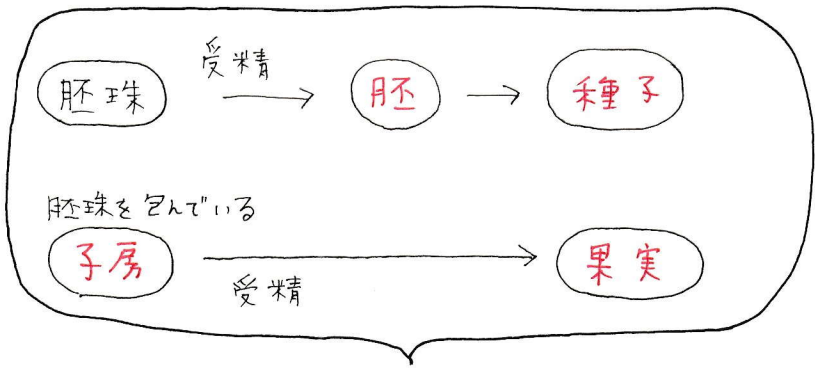 受精
胚珠 → 胚 → 種子
胚珠を包んでいる
子房 → 果実
受精